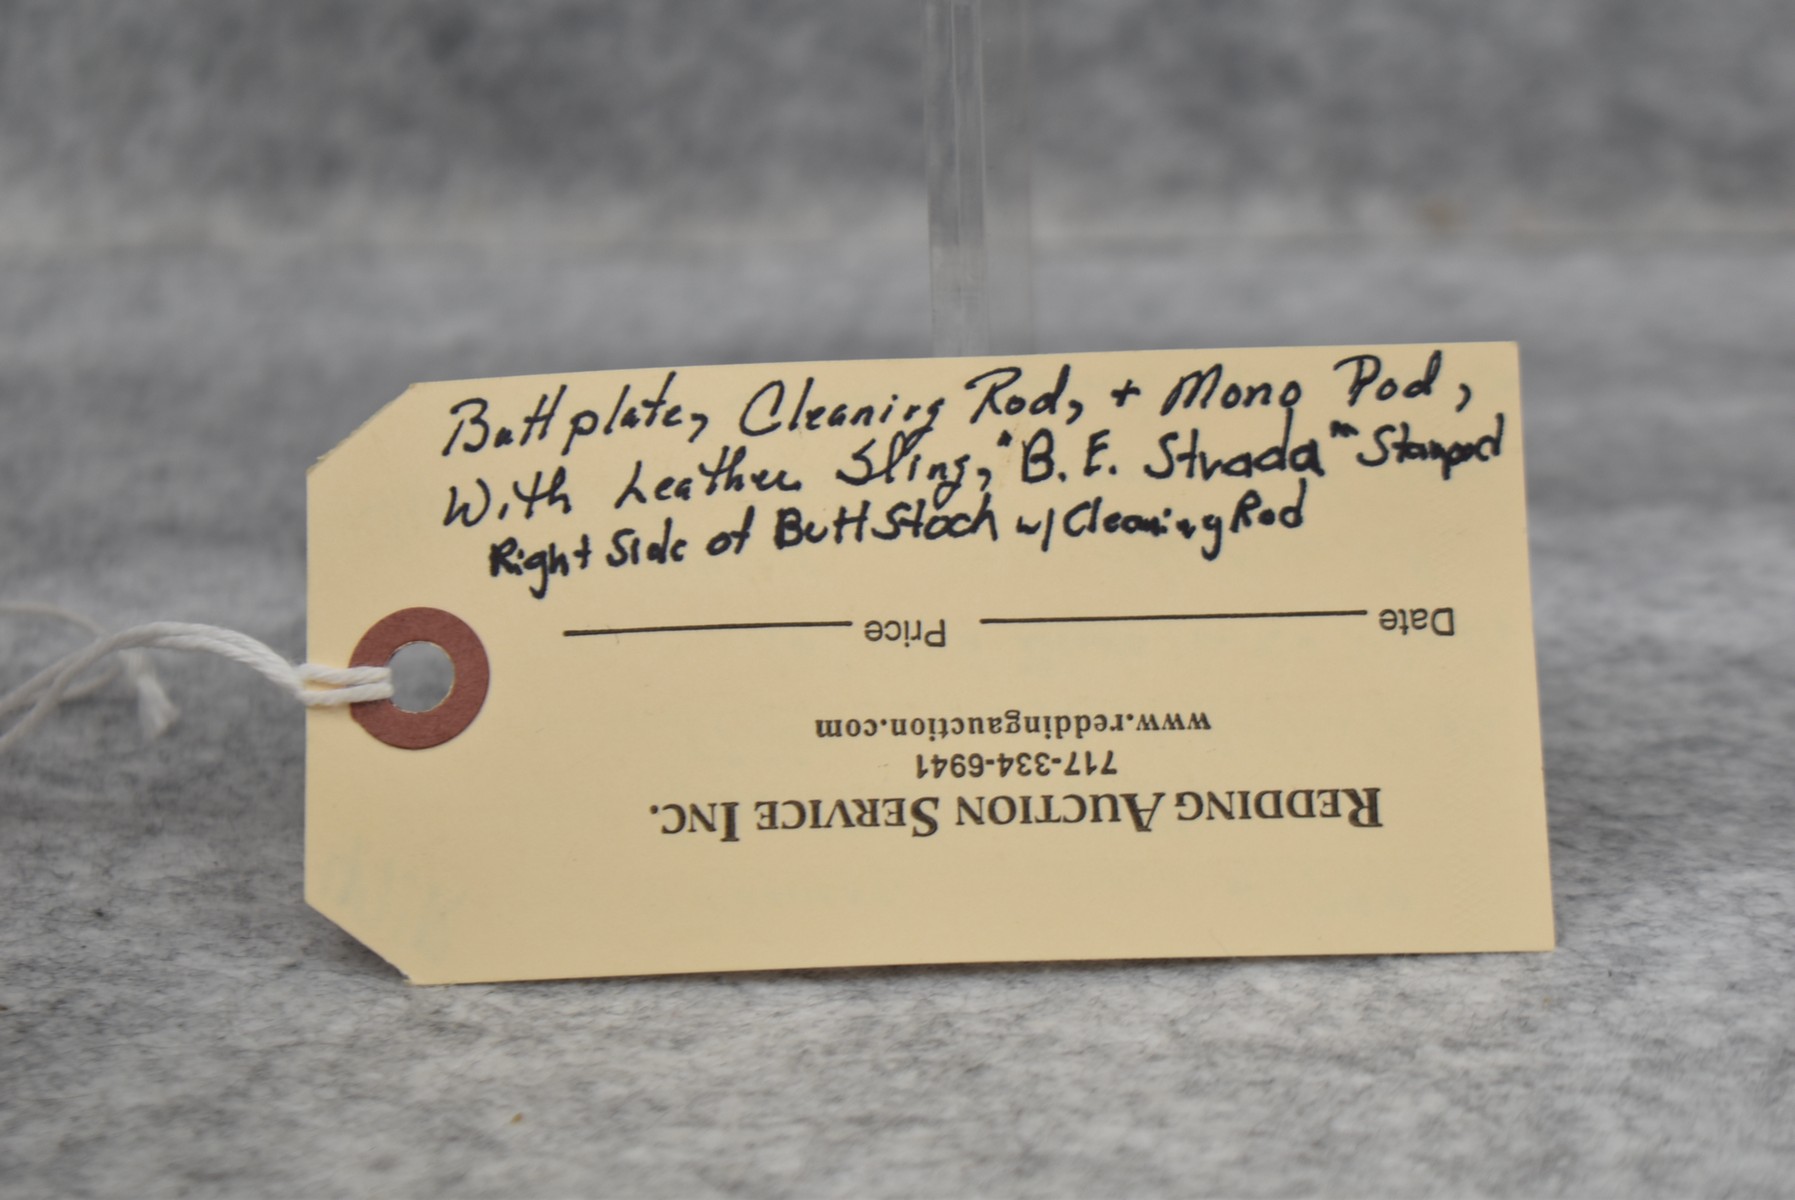 Buttplate, Cleaning Rod, + Mono Pod,
With Leather Sling, "B. E. Strada" Stamped
Right Side of Butt Stock w/ Cleaning Rod
Date Price
www.reddingauction.com
717-334-6941
REDDING AUCTION SERVICE INC.